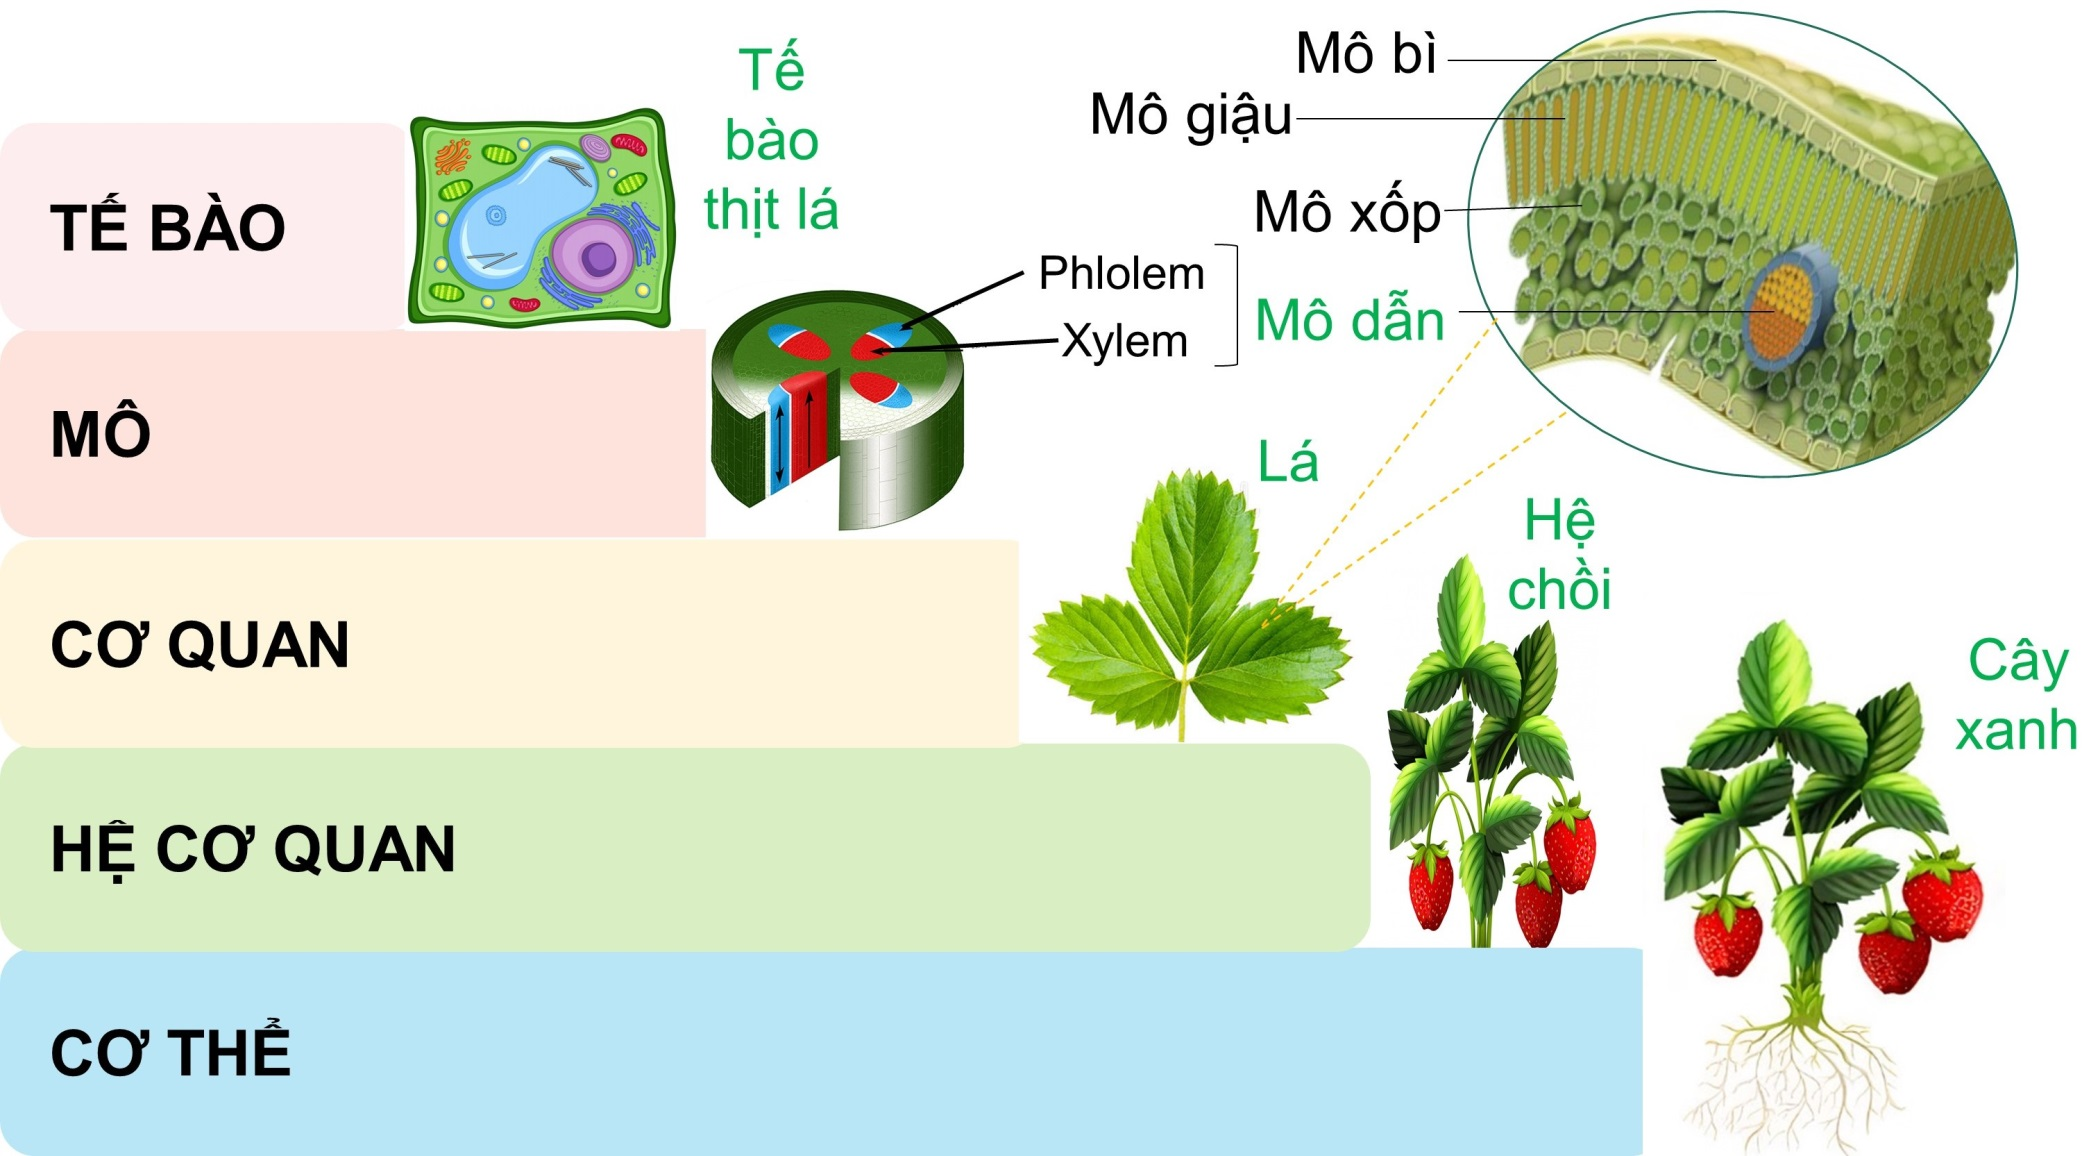 TẾ BÀO
Tế
bào
thịt lá
Mô bì
Mô giậu
Mô xốp
Mô dẫn
Phlolem
Xylem
MÔ
Lá
CƠ QUAN
Hệ
chồi
HỆ CƠ QUAN
Cây
xanh
CƠ THỂ